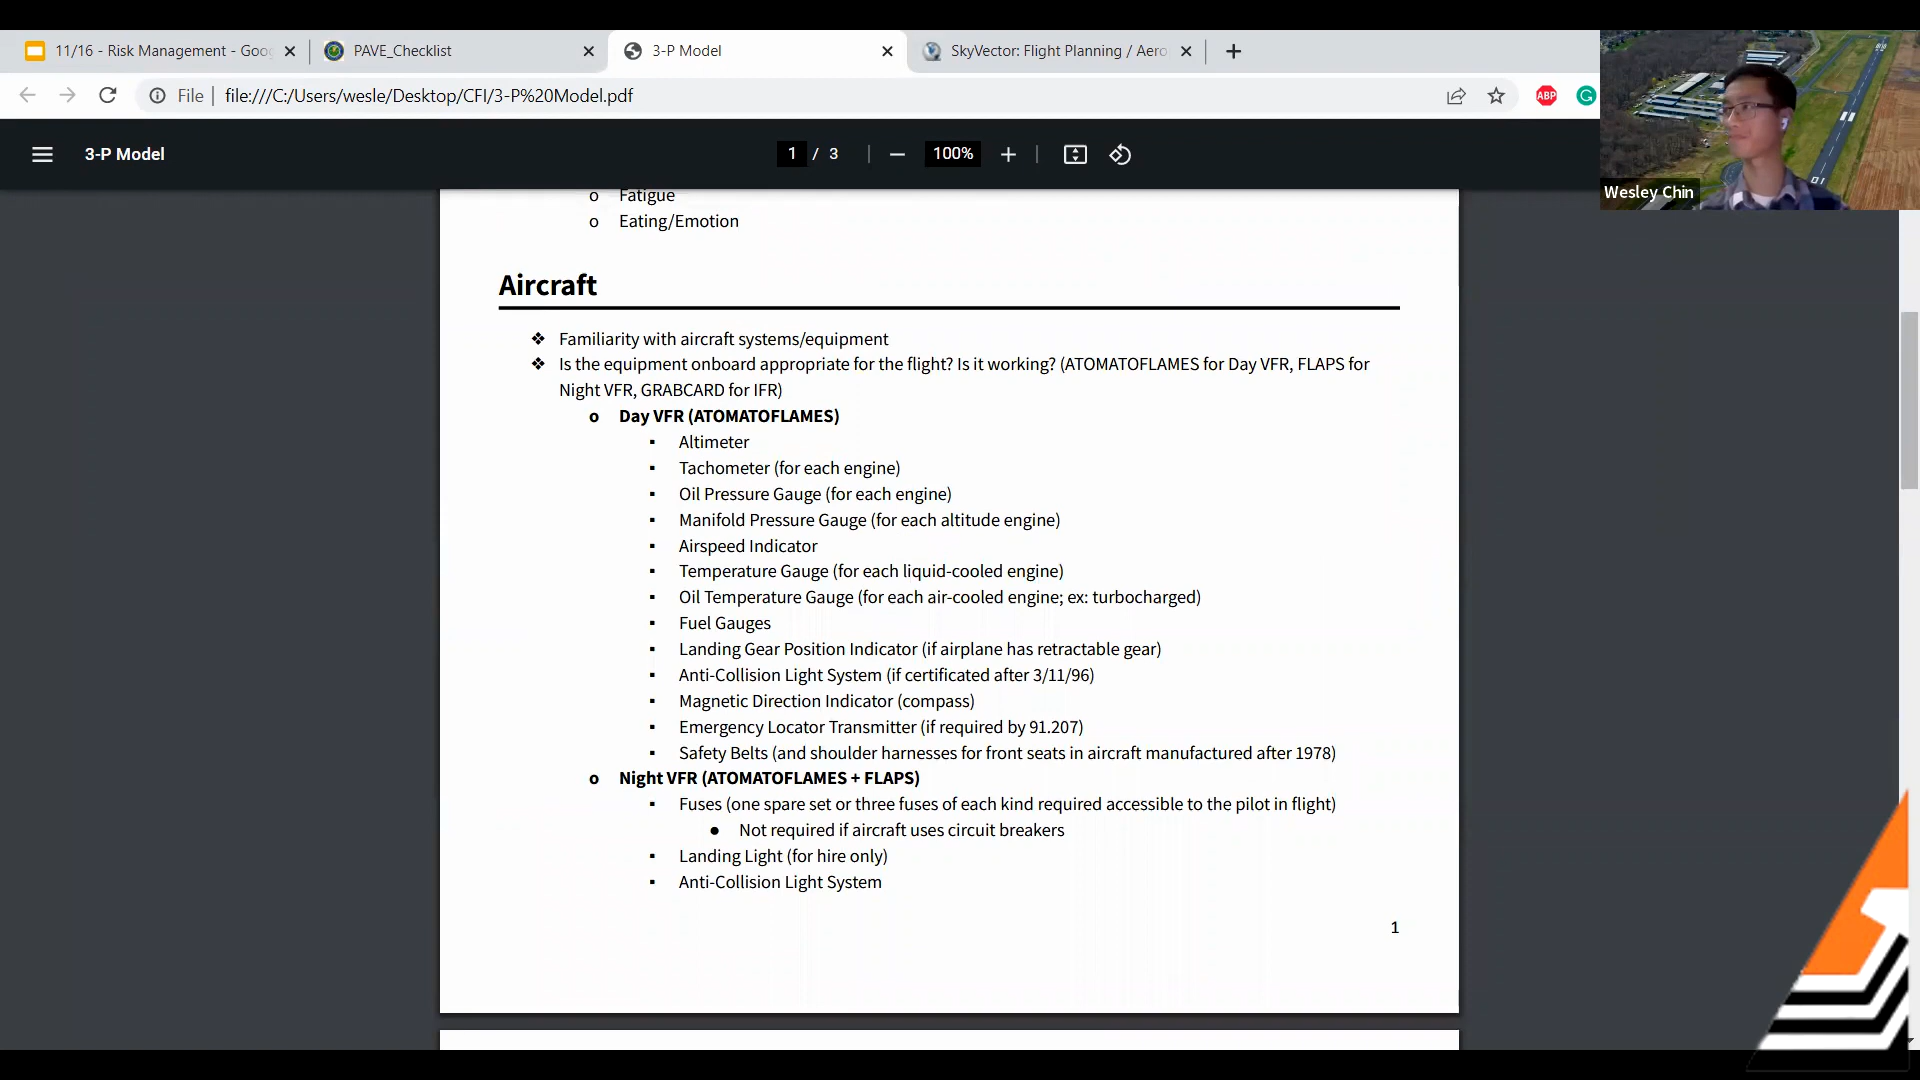 11/16 - Risk Management - Goo
PAVE_Checklist
3-P Model
SkyVector: Flight Planning / Aero
File
file:///C:/Users/wesle/Desktop/CFI/3-P%20Model.pdf
ABP
G
Wesley Chin
01
3-P Model
1 / 3
100%
o Fatigue
o Eating/Emotion
Aircraft
❖ Familiarity with aircraft systems/equipment
❖ Is the equipment onboard appropriate for the flight? Is it working? (ATOMATOFLAMES for Day VFR, FLAPS for
Night VFR, GRABCARD for IFR)
o Day VFR (ATOMATOFLAMES)
▪ Altimeter
▪ Tachometer (for each engine)
▪ Oil Pressure Gauge (for each engine)
▪ Manifold Pressure Gauge (for each altitude engine)
▪ Airspeed Indicator
▪ Temperature Gauge (for each liquid-cooled engine)
▪ Oil Temperature Gauge (for each air-cooled engine; ex: turbocharged)
▪ Fuel Gauges
▪ Landing Gear Position Indicator (if airplane has retractable gear)
▪ Anti-Collision Light System (if certificated after 3/11/96)
▪ Magnetic Direction Indicator (compass)
▪ Emergency Locator Transmitter (if required by 91.207)
▪ Safety Belts (and shoulder harnesses for front seats in aircraft manufactured after 1978)
o Night VFR (ATOMATOFLAMES + FLAPS)
▪ Fuses (one spare set or three fuses of each kind required accessible to the pilot in flight)
● Not required if aircraft uses circuit breakers
▪ Landing Light (for hire only)
▪ Anti-Collision Light System
1